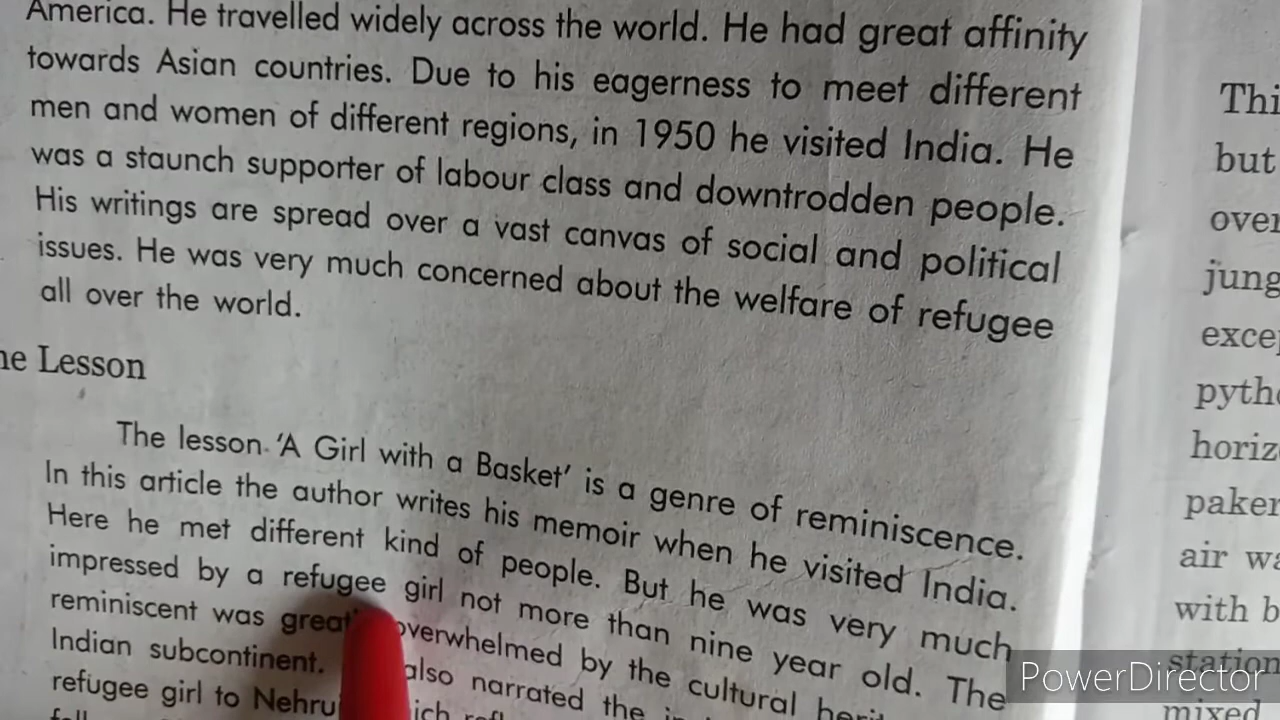 America. He travelled widely across the world. He had great affinity
towards Asian countries. Due to his eagerness to meet different
men and women of different regions, in 1950 he visited India. He
was a staunch supporter of labour class and downtrodden people.
His writings are spread over a vast canvas of social and political
issues. He was very much concerned about the welfare of refugee
all over the world.
Lesson
The lesson 'A Girl with a Basket' is a genre of reminiscence.
In this article the author writes his memoir when he visited India.
Here he met different kind of people. But he was very much
impressed by a refugee girl not more than nine year old. The
reminiscent was overwhelmed by the cultural
Indian subcontinent. also narrated the
refugee girl to
Thi
but
over
jung
excep
pyth
horiz
paker
air wa
with b
station
mixed
PowerDirector